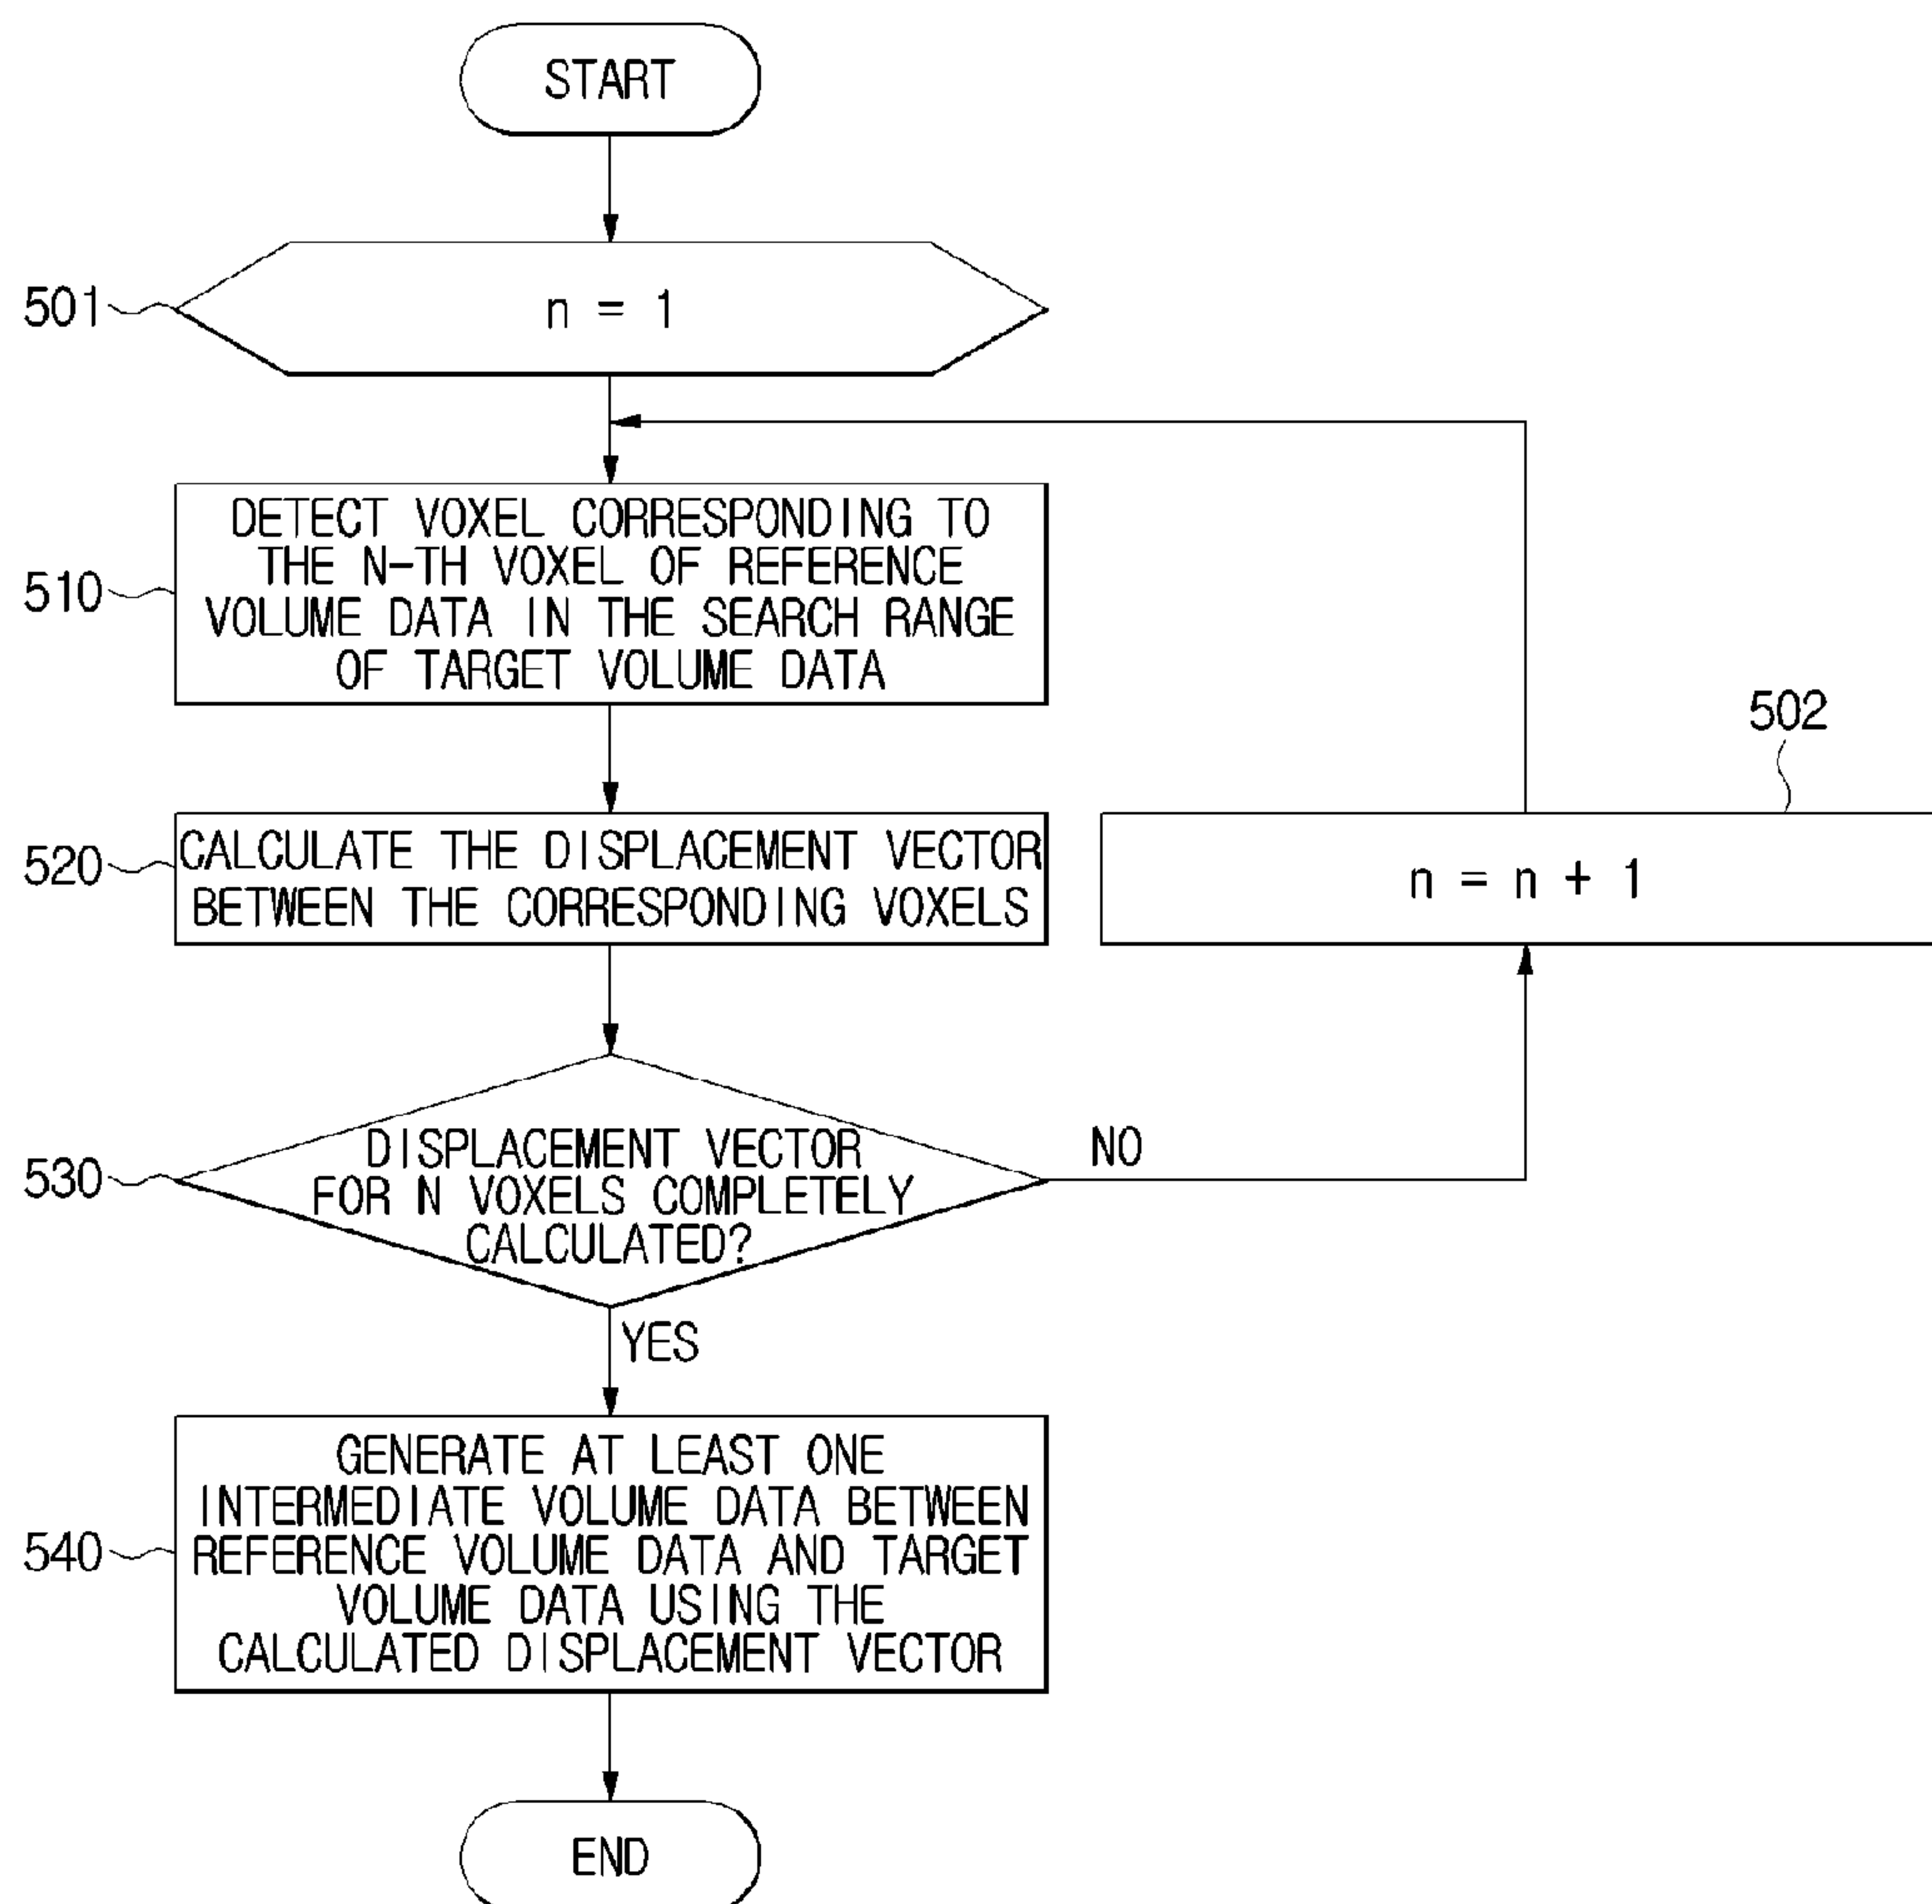 START
501
n = 1
DETECT VOXEL CORRESPONDING TO
THE N-TH VOXEL OF REFERENCE
VOLUME DATA IN THE SEARCH RANGE
OF TARGET VOLUME DATA
510
502
CALCULATE THE DISPLACEMENT VECTOR
BETWEEN THE CORRESPONDING VOXELS
520
n = n + 1
DISPLACEMENT VECTOR
FOR N VOXELS COMPLETELY
CALCULATED?
530
NO
YES
GENERATE AT LEAST ONE
INTERMEDIATE VOLUME DATA BETWEEN
REFERENCE VOLUME DATA AND TARGET
VOLUME DATA USING THE
CALCULATED DISPLACEMENT VECTOR
540
END